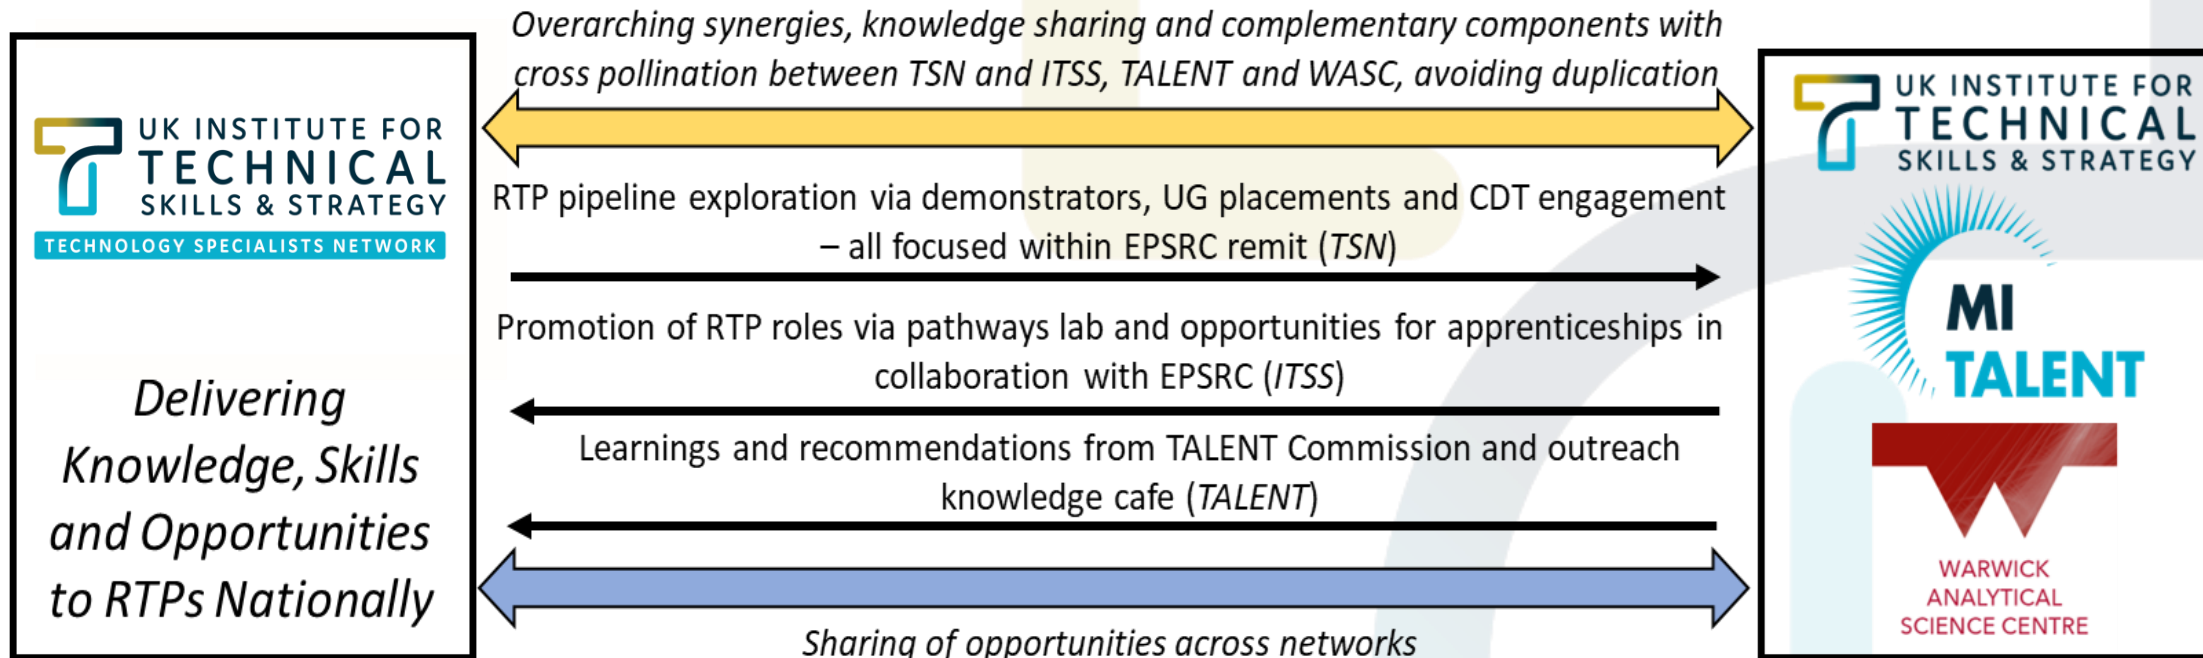 UK INSTITUTE FOR
TECHNICAL
SKILLS & STRATEGY
TECHNOLOGY SPECIALISTS NETWORK
Delivering
Knowledge, Skills
and Opportunities
to RTPs Nationally
Overarching synergies, knowledge sharing and complementary components with
cross pollination between TSN and ITSS, TALENT and WASC, avoiding duplication
RTP pipeline exploration via demonstrators, UG placements and CDT engagement
– all focused within EPSRC remit (TSN)
Promotion of RTP roles via pathways lab and opportunities for apprenticeships in
collaboration with EPSRC (ITSS)
Learnings and recommendations from TALENT Commission and outreach
knowledge cafe (TALENT)
Sharing of opportunities across networks
UK INSTITUTE FOR
TECHNICAL
SKILLS & STRATEGY
MI
TALENT
WARWICK
ANALYTICAL
SCIENCE CENTRE